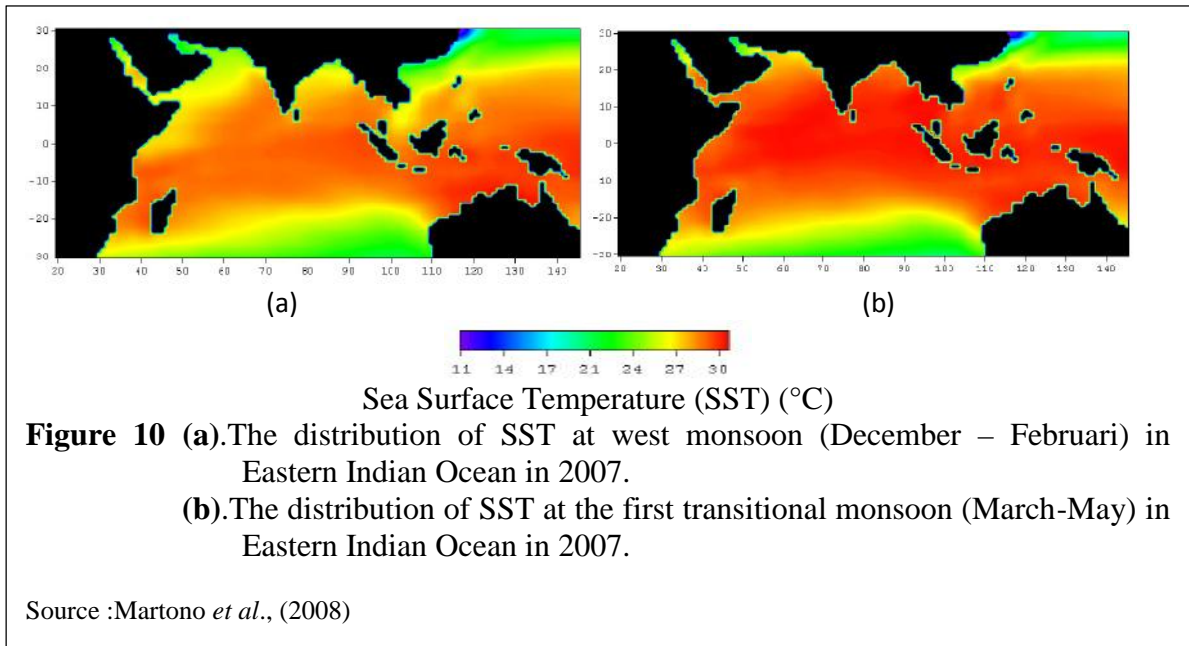 30
20
10
0
-10
-20
30
20 30 40 50 60 70 80 90 100 110 120 130 140
(a)
30
20
10
0
-10
-20
-30
20 30 40 50 60 70 80 90 100 110 120 130 140
(b)
11 14 17 21 24 27 30
Sea Surface Temperature (SST) (°C)
Figure 10 (a).The distribution of SST at west monsoon (December – Februari) in
Eastern Indian Ocean in 2007.
(b).The distribution of SST at the first transitional monsoon (March-May) in
Eastern Indian Ocean in 2007.
Source :Martono et al., (2008)